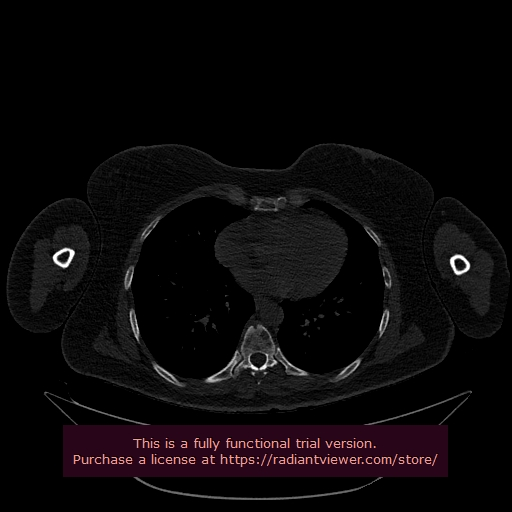 This is a fully functional trial version.
Purchase a license at https://radiantviewer.com/store/